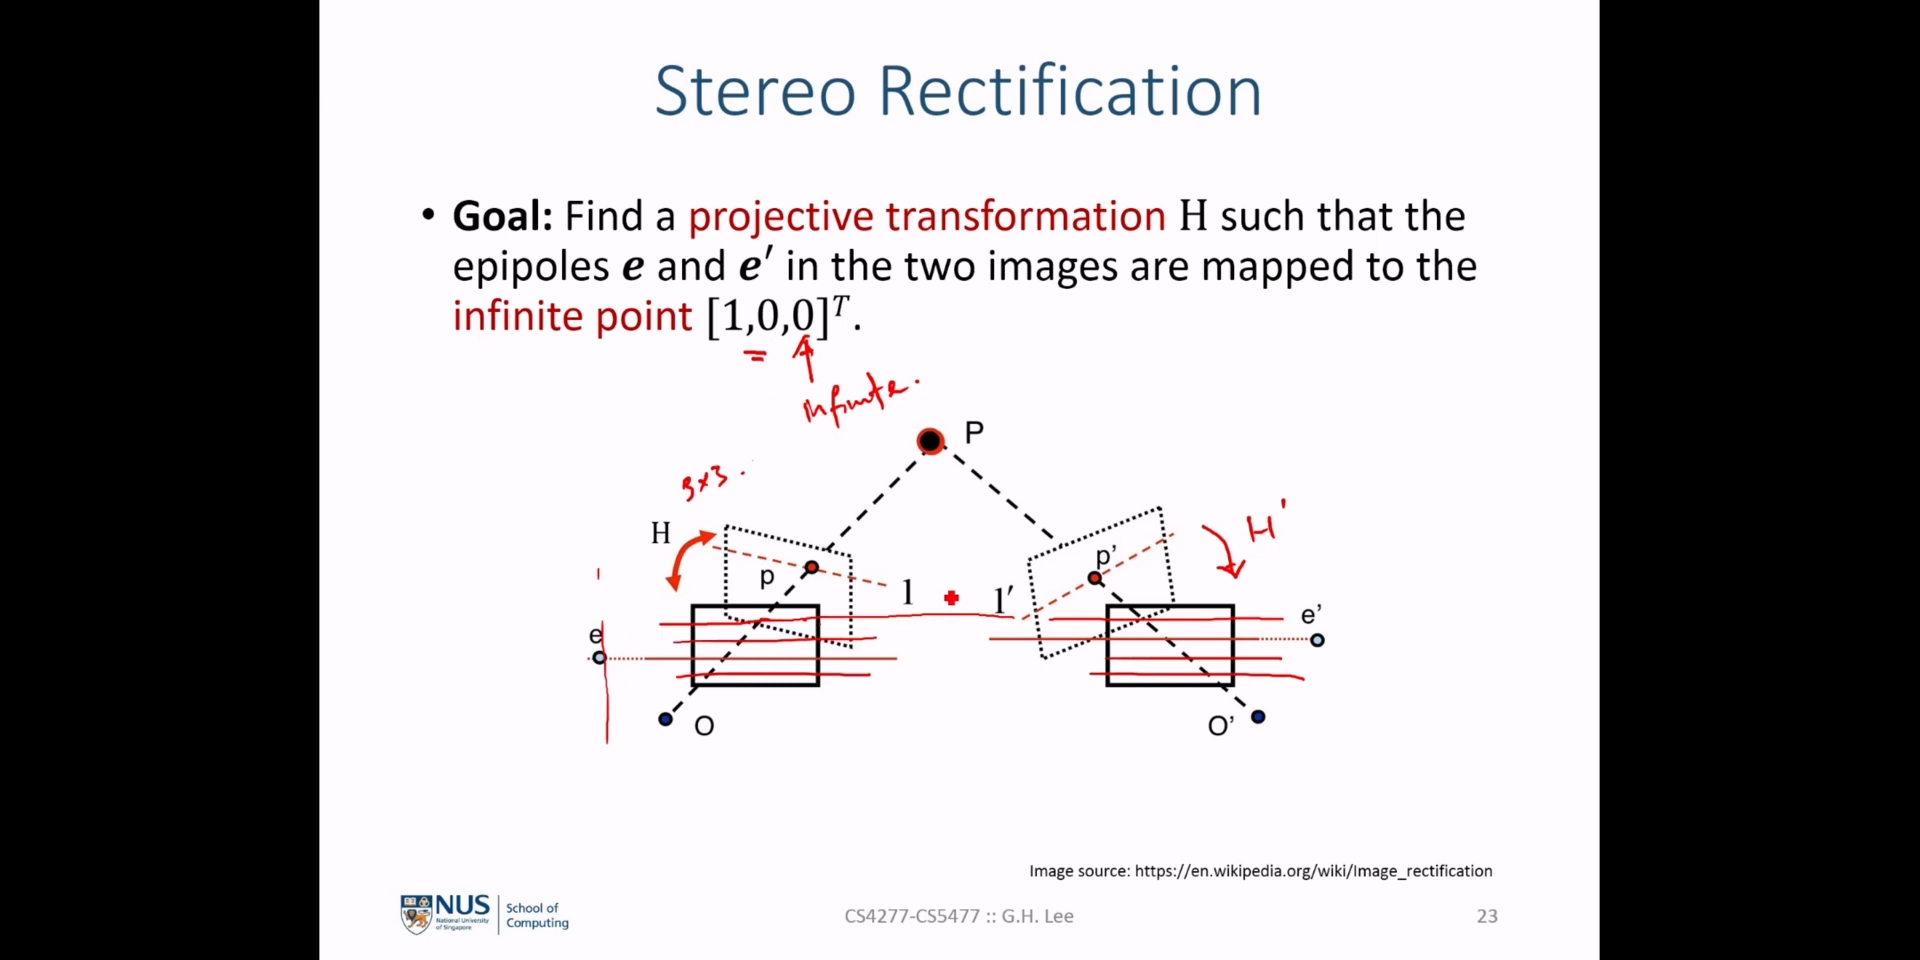 Stereo Rectification
• Goal: Find a projective transformation H such that the
epipoles e and e′ in the two images are mapped to the
infinite point [1,0,0]ᵀ.
infinite.
P
3x3.
H
H'
p
p'
l
l′
e
e'
O
O'
Image source: https://en.wikipedia.org/wiki/Image_rectification
NUS
National University
of Singapore
School of
Computing
CS4277-CS5477 :: G.H. Lee
23